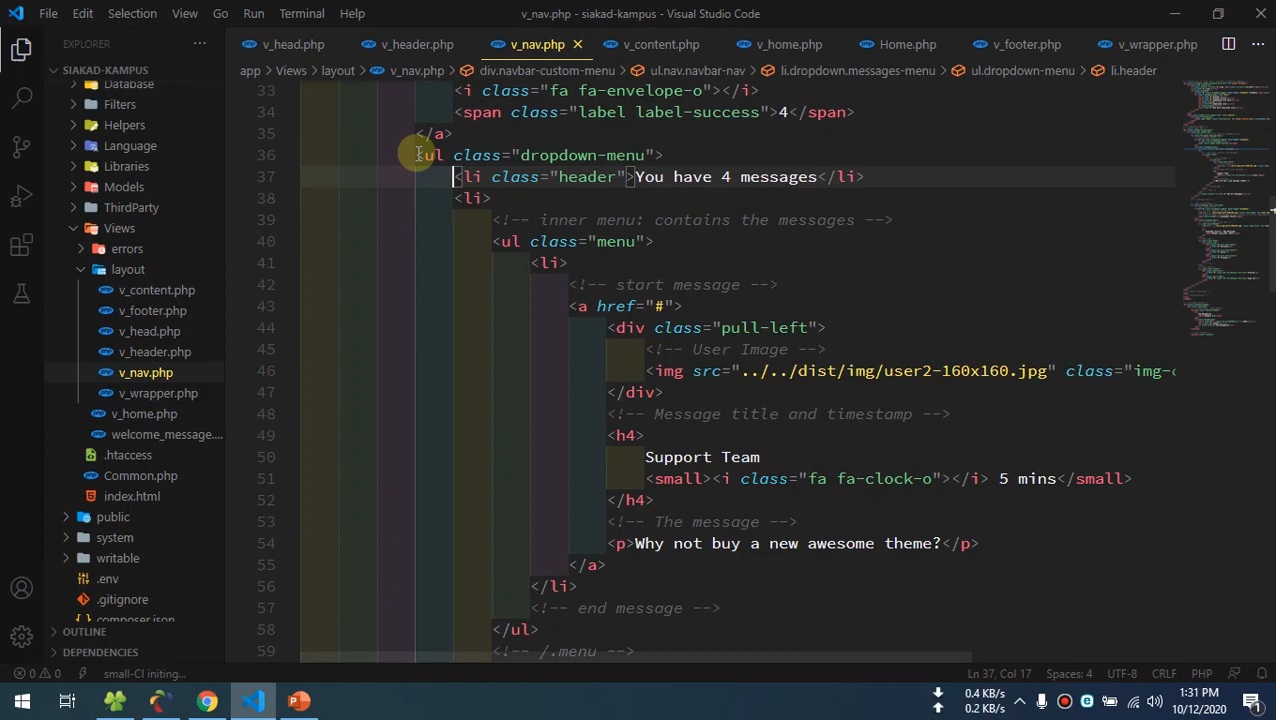 File Edit Selection View Go Run Terminal Help
v_nav.php - siakad-kampus - Visual Studio Code
EXPLORER
v_head.php
v_header.php
v_nav.php
v_content.php
v_home.php
Home.php
v_footer.php
v_wrapper.php
app > Views > layout > v_nav.php > div.navbar-custom-menu > ul.nav.navbar-nav > > ul.dropdown-menu > li.header
SIAKAD-KAMPUS
Database
Filters
Helpers
Language
Libraries
Models
ThirdParty
Views
errors
layout
v_content.php
v_footer.php
v_head.php
v_header.php
v_nav.php
v_wrapper.php
v_home.php
welcome_message....
.htaccess
Common.php
index.html
public
system
writable
.env
.gitignore
composer.json
OUTLINE
DEPENDENCIES
33 <i class="fa fa-envelope-o"></i>
34 <span class="label label-success">4</span>
35 </a>
36 <ul class="dropdown-menu">
37 <li class="header">You have 4 messages</li>
38 <li>
39 <!-- inner menu: contains the messages -->
40 <ul class="menu">
41 <li>
42 <!-- start message -->
43 <a href="#">
44 <div class="pull-left">
45 <!-- User Image -->
46 <img src="../../dist/img/user2-160x160.jpg" class="img-c
47 </div>
48 <!-- Message title and timestamp -->
49 <h4>
50 Support Team
51 <small><i class="fa fa-clock-o"></i> 5 mins</small>
52 </h4>
53 <!-- The message -->
54 <p>Why not buy a new awesome theme?</p>
55 </a>
56 </li>
57 <!-- end message -->
58 </ul>
59 <!-- /.menu -->
0 0 small-CI initing... Ln 37, Col 17 Spaces: 4 UTF-8 CRLF PHP
0.4 KB/s
0.2 KB/s
1:31 PM
10/12/2020
1